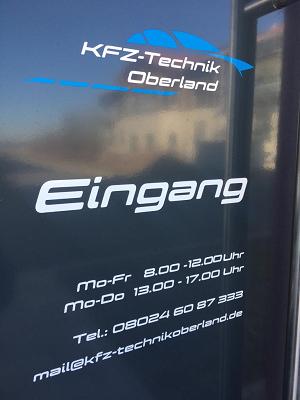 KFZ-Technik
Oberland
Eingang
Mo-Fr 8.00 -12.00 Uhr
Mo-Do 13.00 - 17.00 Uhr
Tel.: 08024 60 87 333
mail@kfz-technikoberland.de